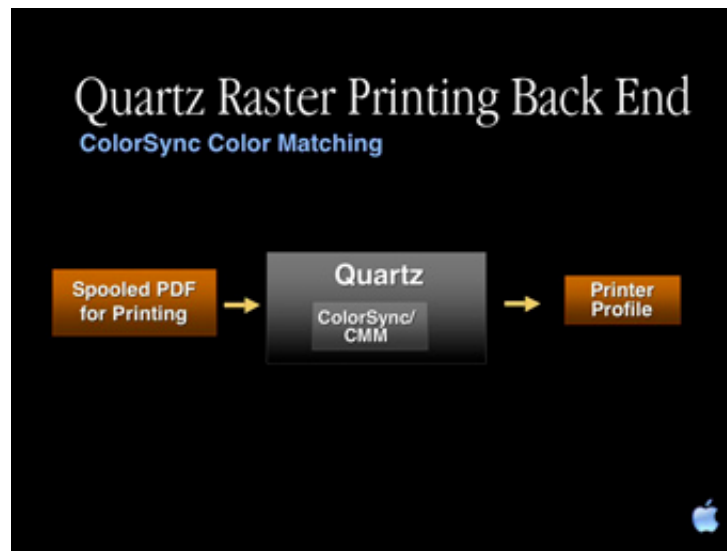 Quartz Raster Printing Back End
ColorSync Color Matching
Spooled PDF
for Printing
Quartz
ColorSync/
CMM
Printer
Profile